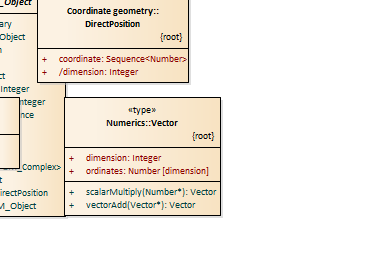 _Object
Coordinate geometry::
DirectPosition
{root}
+ coordinate: Sequence<Number>
+ /dimension: Integer
ary
Object
ct
Integer
nteger
nce
_Complex>
t
irectPosition
M_Object
«type»
Numerics::Vector
{root}
+ dimension: Integer
+ ordinates: Number [dimension]
+ scalarMultiply(Number*): Vector
+ vectorAdd(Vector*): Vector